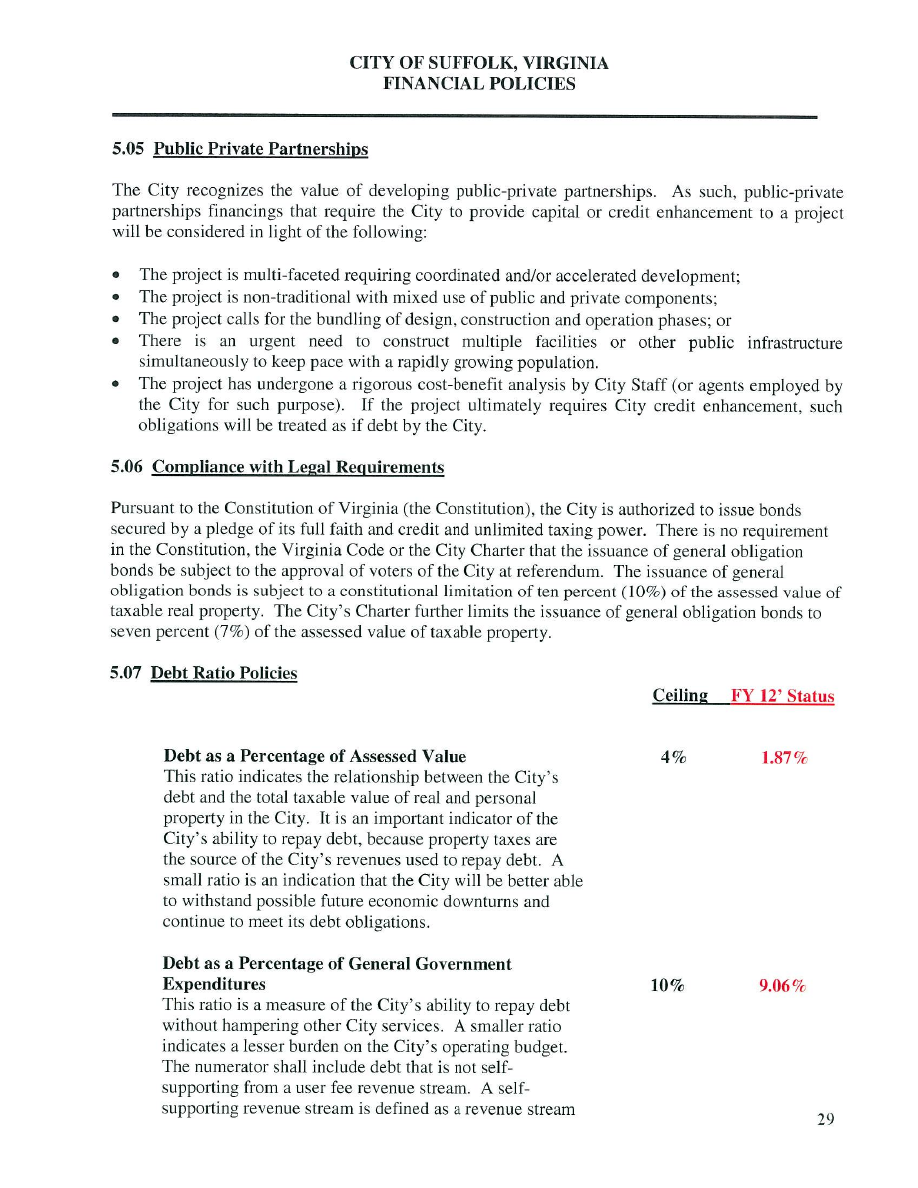 CITY OF SUFFOLK, VIRGINIA
FINANCIAL POLICIES
5.05 Public Private Partnerships
The City recognizes the value of developing public-private partnerships. As such, public-private
partnerships financings that require the City to provide capital or credit enhancement to a project
will be considered in light of the following:
• The project is multi-faceted requiring coordinated and/or accelerated development;
• The project is non-traditional with mixed use of public and private components;
• The project calls for the bundling of design, construction and operation phases; or
• There is an urgent need to construct multiple facilities or other public infrastructure
simultaneously to keep pace with a rapidly growing population.
• The project has undergone a rigorous cost-benefit analysis by City Staff (or agents employed by
the City for such purpose). If the project ultimately requires City credit enhancement, such
obligations will be treated as if debt by the City.
5.06 Compliance with Legal Requirements
Pursuant to the Constitution of Virginia (the Constitution), the City is authorized to issue bonds
secured by a pledge of its full faith and credit and unlimited taxing power. There is no requirement
in the Constitution, the Virginia Code or the City Charter that the issuance of general obligation
bonds be subject to the approval of voters of the City at referendum. The issuance of general
obligation bonds is subject to a constitutional limitation of ten percent (10%) of the assessed value of
taxable real property. The City's Charter further limits the issuance of general obligation bonds to
seven percent (7%) of the assessed value of taxable property.
5.07 Debt Ratio Policies
Ceiling FY 12' Status
Debt as a Percentage of Assessed Value 4% 1.87%
This ratio indicates the relationship between the City's
debt and the total taxable value of real and personal
property in the City. It is an important indicator of the
City's ability to repay debt, because property taxes are
the source of the City's revenues used to repay debt. A
small ratio is an indication that the City will be better able
to withstand possible future economic downturns and
continue to meet its debt obligations.
Debt as a Percentage of General Government
Expenditures 10% 9.06%
This ratio is a measure of the City's ability to repay debt
without hampering other City services. A smaller ratio
indicates a lesser burden on the City's operating budget.
The numerator shall include debt that is not self-
supporting from a user fee revenue stream. A self-
supporting revenue stream is defined as a revenue stream
29